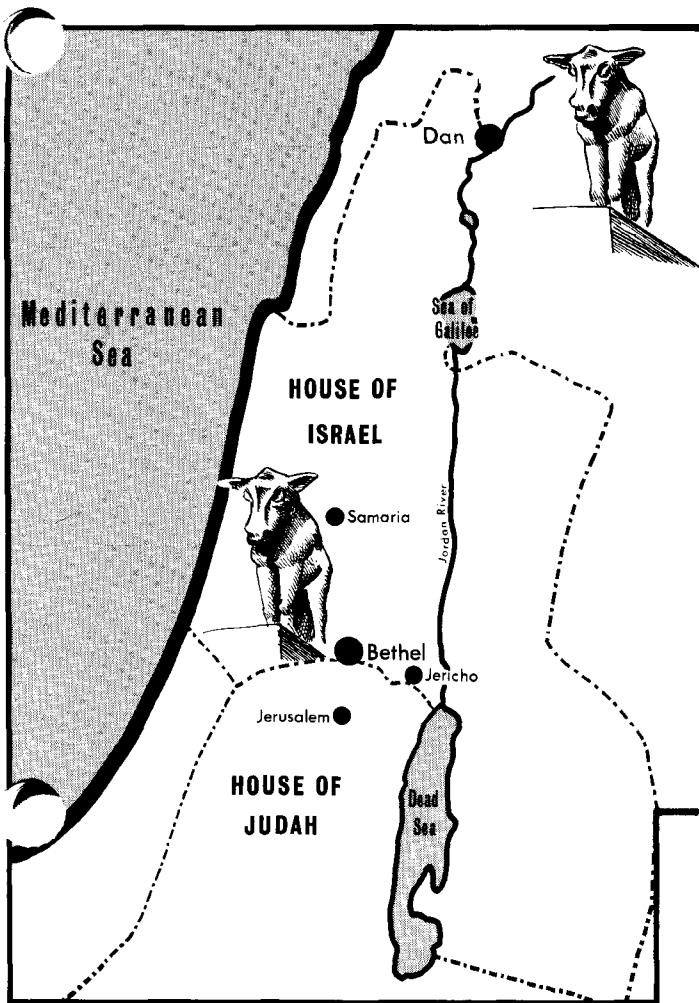 Dan
Mediterranean
Sea
Sea of
Galilee
HOUSE OF
ISRAEL
Samaria
Jordan River
Bethel
Jericho
Jerusalem
HOUSE OF
JUDAH
Dead
Sea